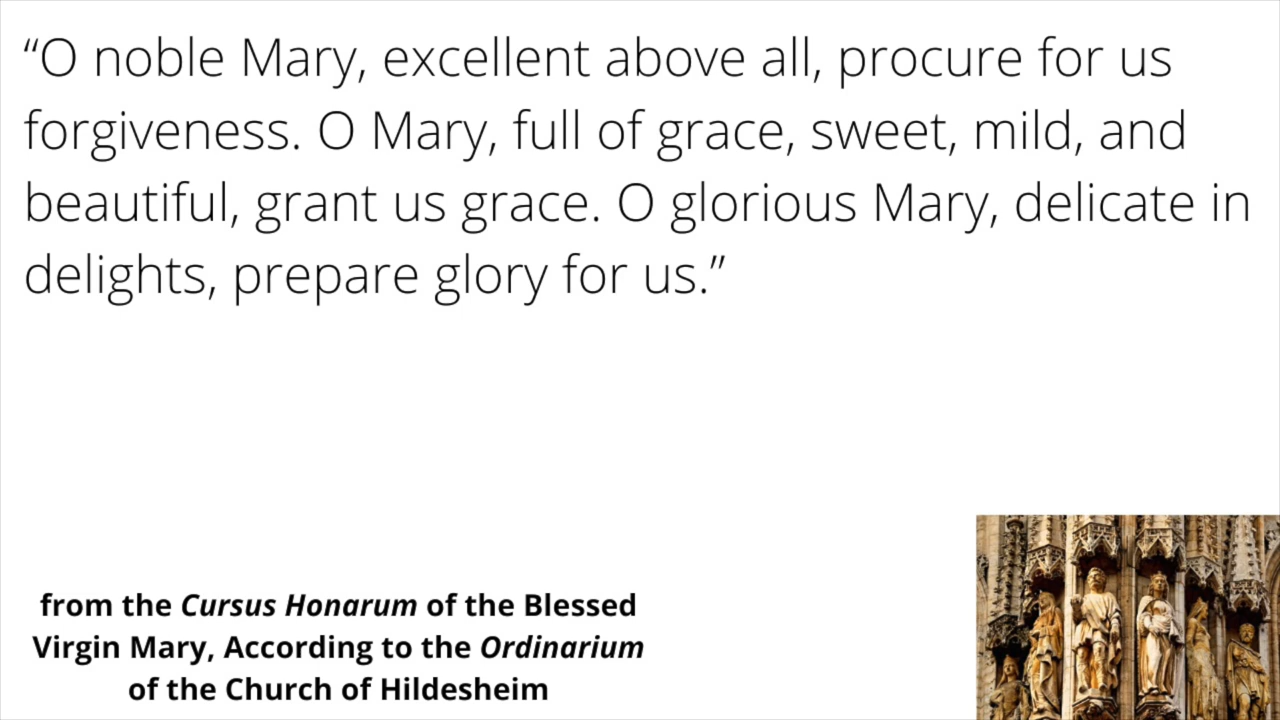 “O noble Mary, excellent above all, procure for us
forgiveness. O Mary, full of grace, sweet, mild, and
beautiful, grant us grace. O glorious Mary, delicate in
delights, prepare glory for us.”
from the Cursus Honarum of the Blessed
Virgin Mary, According to the Ordinarium
of the Church of Hildesheim